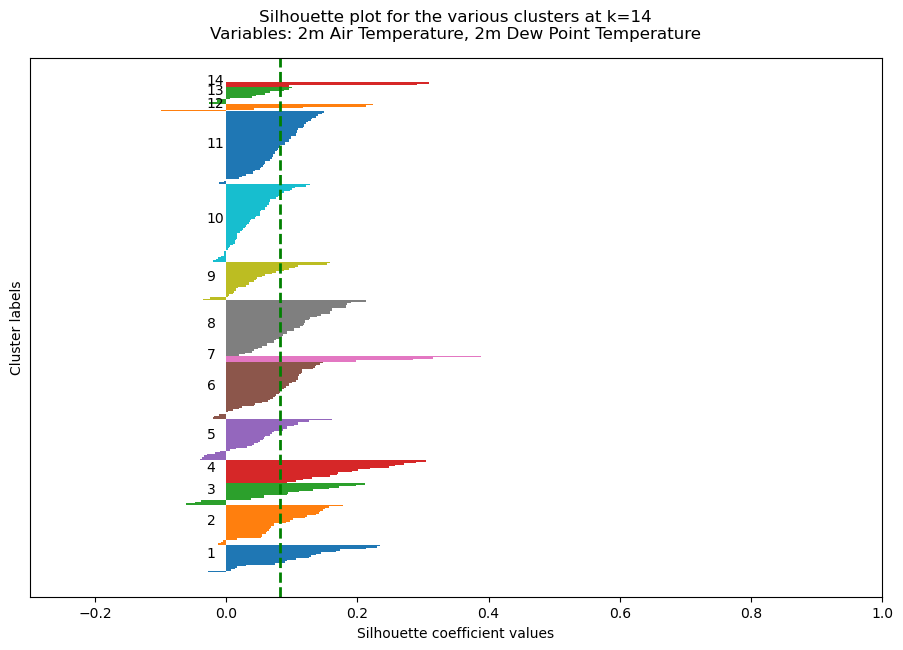 Silhouette plot for the various clusters at k=14
Variables: 2m Air Temperature, 2m Dew Point Temperature
14
13
12
11
10
9
8
7
6
5
4
3
2
1
Cluster labels
−0.2 0.0 0.2 0.4 0.6 0.8 1.0
Silhouette coefficient values